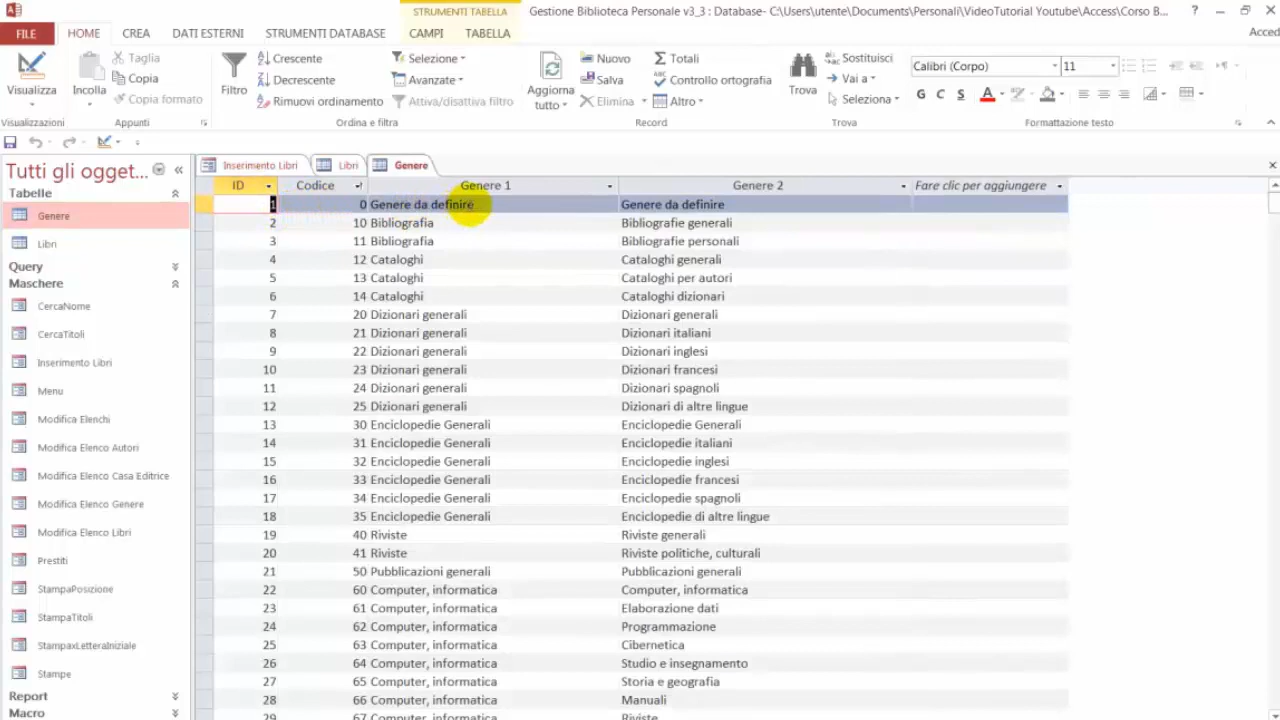 STRUMENTI TABELLA
Gestione Biblioteca Personale v3_3 : Database- C:\Users\utente\Documents\Personali\VideoTutorial Youtube\Access\Corso B...
FILE HOME CREA DATI ESTERNI STRUMENTI DATABASE CAMPI TABELLA
Acced
Visualizza
Visualizzazioni
Incolla
Taglia
Copia
Copia formato
Appunti
Filtro
Crescente
Decrescente
Rimuovi ordinamento
Selezione
Avanzate
Attiva/disattiva filtro
Ordina e filtra
Aggiorna
tutto
Nuovo
Salva
Elimina
Totali
Controllo ortografia
Altro
Record
Trova
Sostituisci
Vai a
Selezione
Trova
Calibri (Corpo) 11
G C S A
Formattazione testo
Tutti gli ogget...
Tabelle
Genere
Libri
Query
Maschere
CercaNome
CercaTitoli
Inserimento Libri
Menu
Modifica Elenchi
Modifica Elenco Autori
Modifica Elenco Casa Editrice
Modifica Elenco Genere
Modifica Elenco Libri
Prestiti
StampaPosizione
StampaTitoli
StampaxLetteraIniziale
Stampe
Report
Macro
Inserimento Libri Libri Genere
ID Codice Genere 1 Genere 2 Fare clic per aggiungere
1 0 Genere da definire Genere da definire
2 10 Bibliografia Bibliografie generali
3 11 Bibliografia Bibliografie personali
4 12 Cataloghi Cataloghi generali
5 13 Cataloghi Cataloghi per autori
6 14 Cataloghi Cataloghi dizionari
7 20 Dizionari generali Dizionari generali
8 21 Dizionari generali Dizionari italiani
9 22 Dizionari generali Dizionari inglesi
10 23 Dizionari generali Dizionari francesi
11 24 Dizionari generali Dizionari spagnoli
12 25 Dizionari generali Dizionari di altre lingue
13 30 Enciclopedie Generali Enciclopedie Generali
14 31 Enciclopedie Generali Enciclopedie italiani
15 32 Enciclopedie Generali Enciclopedie inglesi
16 33 Enciclopedie Generali Enciclopedie francesi
17 34 Enciclopedie Generali Enciclopedie spagnoli
18 35 Enciclopedie Generali Enciclopedie di altre lingue
19 40 Riviste Riviste generali
20 41 Riviste Riviste politiche, culturali
21 50 Pubblicazioni generali Pubblicazioni generali
22 60 Computer, informatica Computer, informatica
23 61 Computer, informatica Elaborazione dati
24 62 Computer, informatica Programmazione
25 63 Computer, informatica Cibernetica
26 64 Computer, informatica Studio e insegnamento
27 65 Computer, informatica Storia e geografia
28 66 Computer, informatica Manuali
29 67 Computer, informatica Riviste